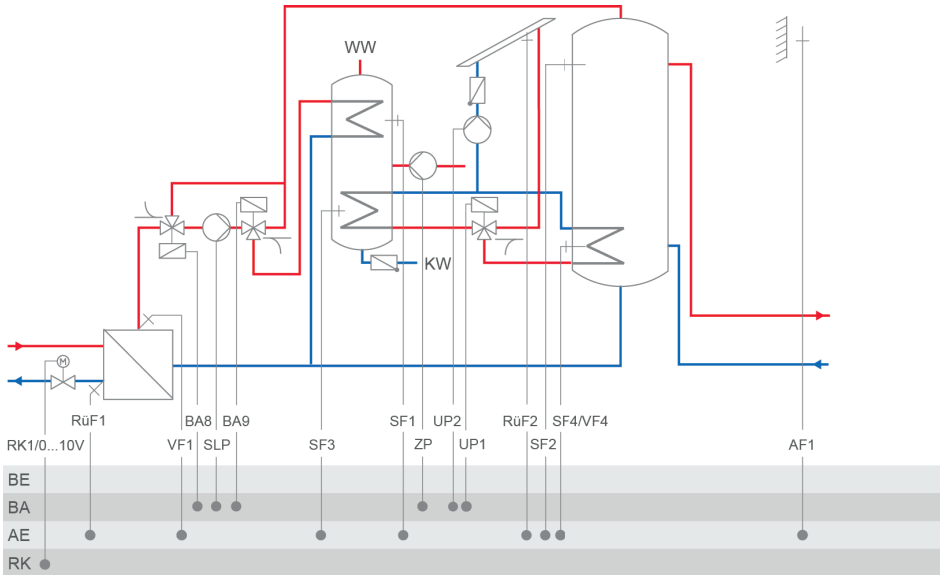 WW
KW
M
RüF1 BA8 BA9 SF1 UP2 RüF2 SF4/VF4
RK1/0...10V VF1 SLP SF3 ZP UP1 SF2 AF1
BE
BA
AE
RK